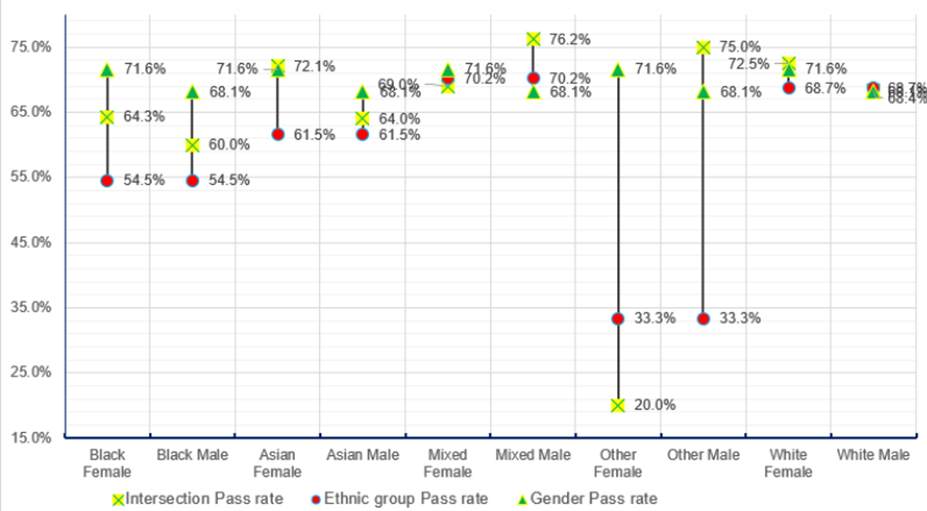 75.0%
65.0%
55.0%
45.0%
35.0%
25.0%
15.0%
71.6%
64.3%
54.5%
68.1%
60.0%
54.5%
71.6%
72.1%
61.5%
68.1%
64.0%
61.5%
71.6%
70.2%
69.0%
76.2%
70.2%
68.1%
71.6%
33.3%
20.0%
75.0%
68.1%
33.3%
72.5%
71.6%
68.7%
68.7%
68.4%
Black Female
Black Male
Asian Female
Asian Male
Mixed Female
Mixed Male
Other Female
Other Male
White Female
White Male
Intersection Pass rate
Ethnic group Pass rate
Gender Pass rate